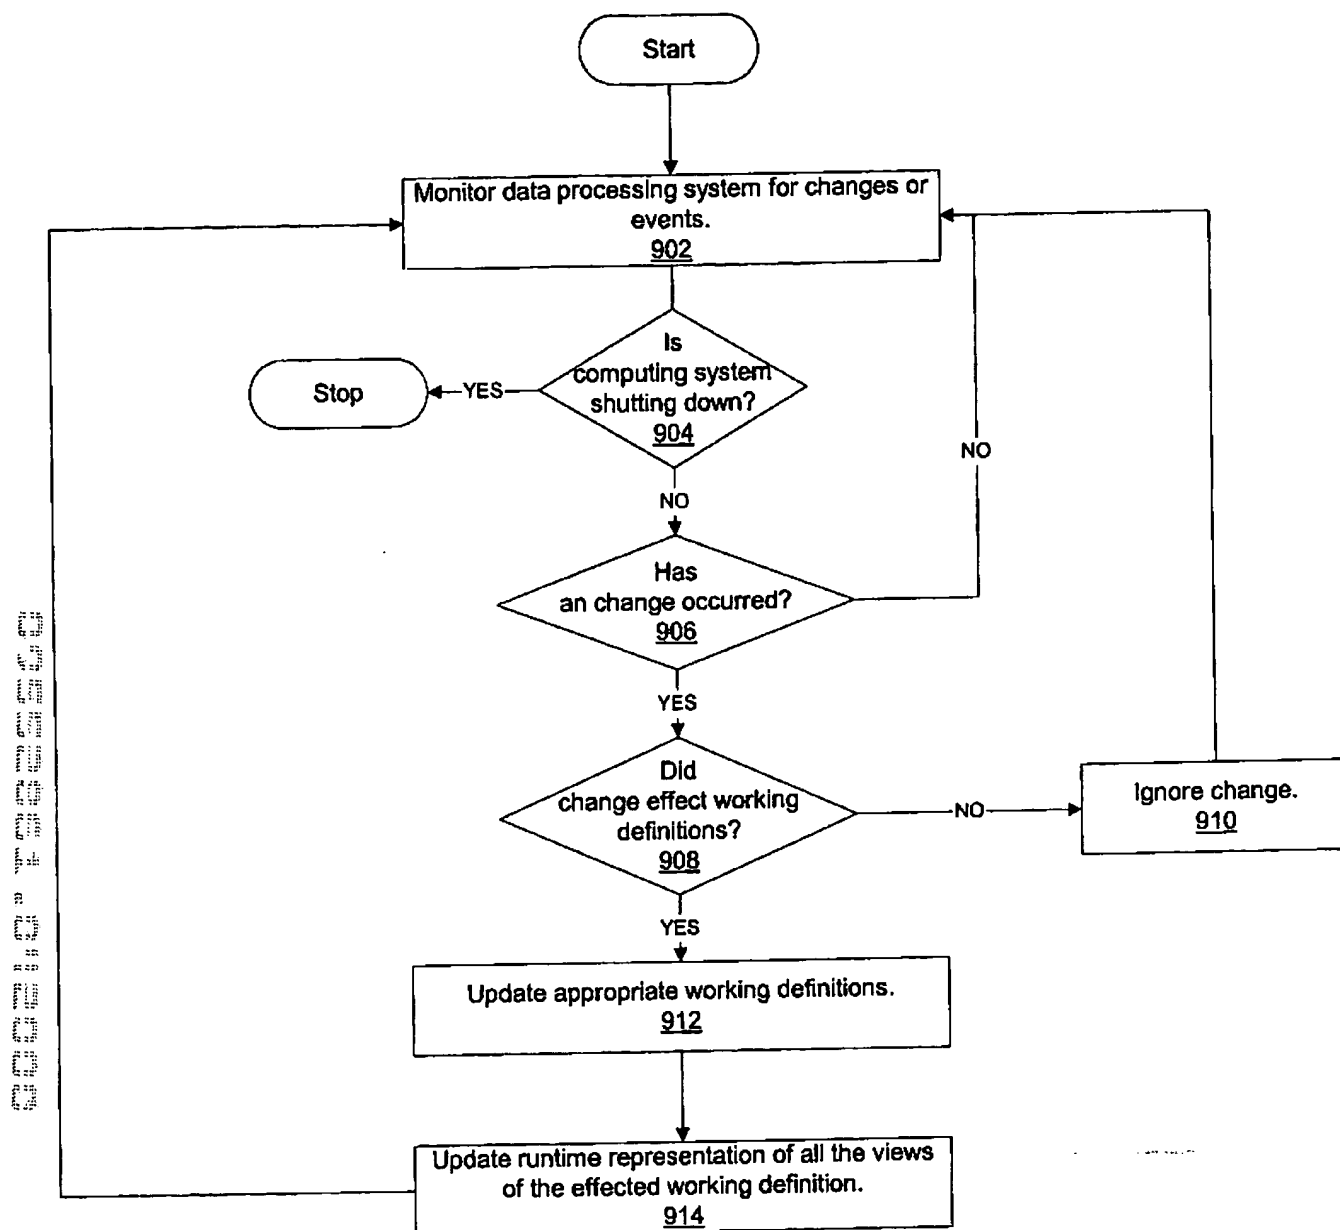 Start
Monitor data processing system for changes or
events.
902
Is
computing system
shutting down?
904
YES
Stop
NO
NO
Has
an change occurred?
906
YES
Did
change effect working
definitions?
908
NO
Ignore change.
910
YES
Update appropriate working definitions.
912
Update runtime representation of all the views
of the effected working definition.
914